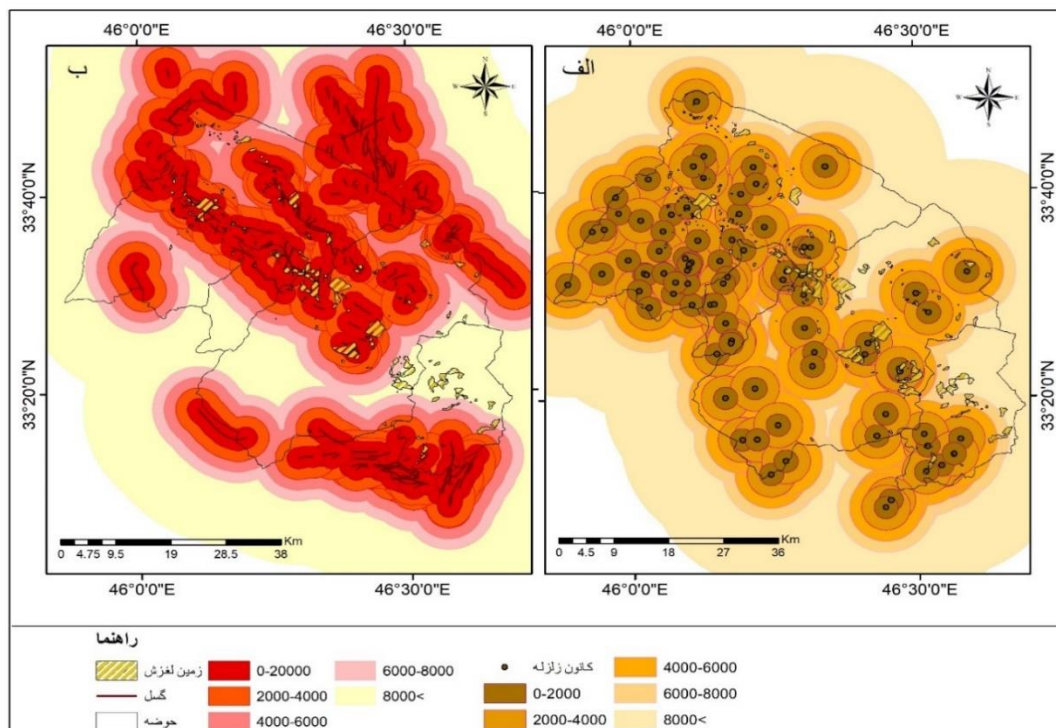 46°0'0"E 46°30'0"E 46°0'0"E 46°30'0"E
ب الف
N
W E
S
N
W E
S
33°40'0"N 33°40'0"N
33°20'0"N 33°20'0"N
Km
0 4.75 9.5 19 28.5 38
Km
0 4.5 9 18 27 36
46°0'0"E 46°30'0"E 46°0'0"E 46°30'0"E
راهنما
زمین لغزش 0-20000 6000-8000 کانون زلزله 4000-6000
گسل 2000-4000 8000< 0-2000 6000-8000
حوضه 4000-6000 2000-4000 8000<